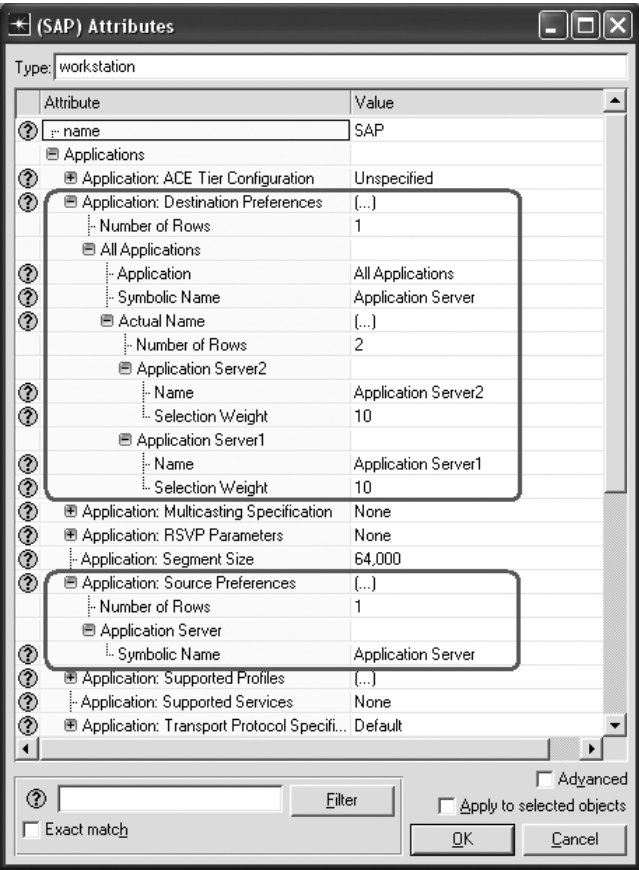 (SAP) Attributes
Type: workstation
Attribute Value
name SAP
Applications
Application: ACE Tier Configuration Unspecified
Application: Destination Preferences (...)
Number of Rows 1
All Applications
Application All Applications
Symbolic Name Application Server
Actual Name (...)
Number of Rows 2
Application Server2
Name Application Server2
Selection Weight 10
Application Server1
Name Application Server1
Selection Weight 10
Application: Multicasting Specification None
Application: RSVP Parameters None
Application: Segment Size 64,000
Application: Source Preferences (...)
Number of Rows 1
Application Server
Symbolic Name Application Server
Application: Supported Profiles (...)
Application: Supported Services None
Application: Transport Protocol Specifi... Default
Advanced
Filter
Apply to selected objects
Exact match
OK Cancel